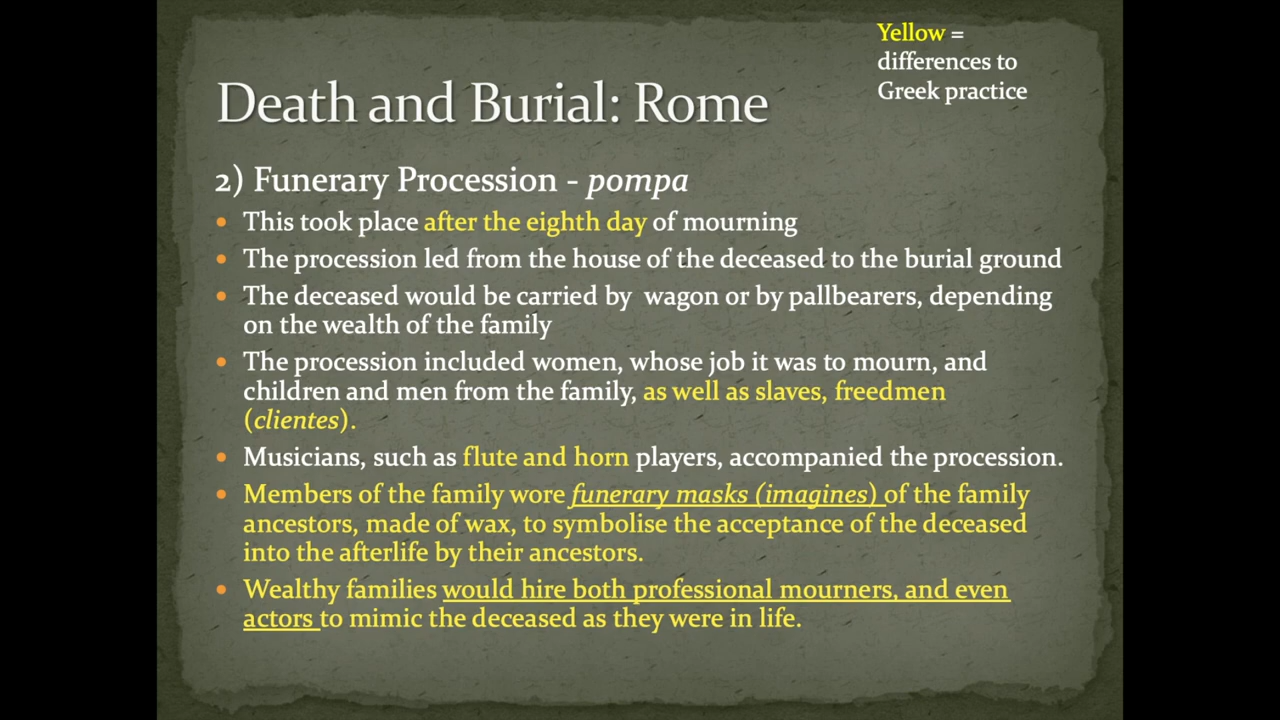 Yellow =
differences to
Greek practice
Death and Burial: Rome
2) Funerary Procession - pompa
• This took place after the eighth day of mourning
• The procession led from the house of the deceased to the burial ground
• The deceased would be carried by wagon or by pallbearers, depending
on the wealth of the family
• The procession included women, whose job it was to mourn, and
children and men from the family, as well as slaves, freedmen
(clientes).
• Musicians, such as flute and horn players, accompanied the procession.
• Members of the family wore funerary masks (imagines) of the family
ancestors, made of wax, to symbolise the acceptance of the deceased
into the afterlife by their ancestors.
• Wealthy families would hire both professional mourners, and even
actors to mimic the deceased as they were in life.